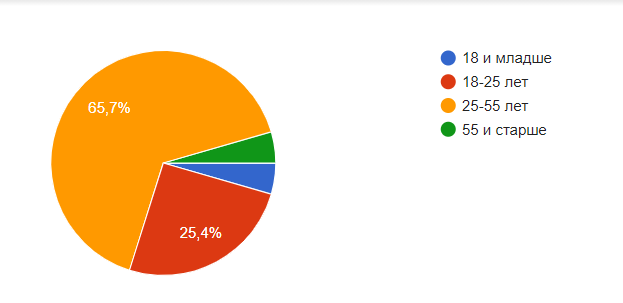 65,7%
25,4%
18 и младше
18-25 лет
25-55 лет
55 и старше